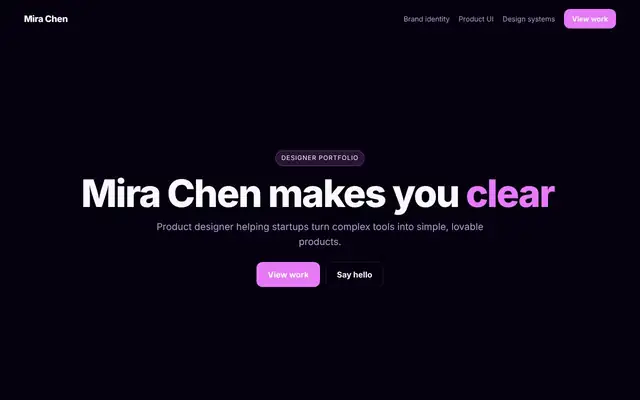 Mira Chen
Brand identity
Product UI
Design systems
View work
DESIGNER PORTFOLIO
Mira Chen makes you clear
Product designer helping startups turn complex tools into simple, lovable
products.
View work
Say hello